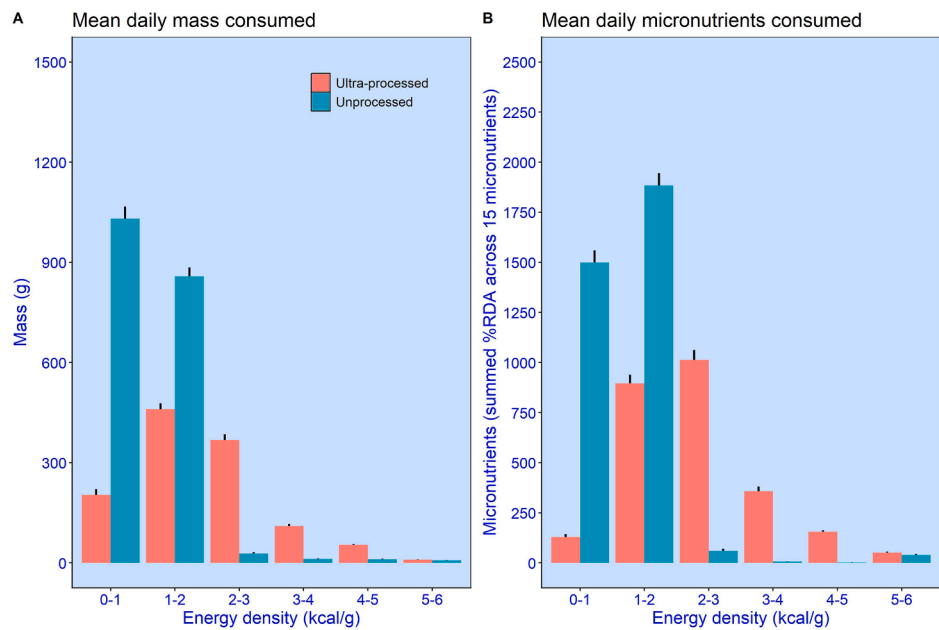 A Mean daily mass consumed
1500
1200
900
600
300
0
Mass (g)
Ultra-processed
Unprocessed
0-1 1-2 2-3 3-4 4-5 5-6
Energy density (kcal/g)
B Mean daily micronutrients consumed
2500
2250
2000
1750
1500
1250
1000
750
500
250
0
Micronutrients (summed %RDA across 15 micronutrients)
0-1 1-2 2-3 3-4 4-5 5-6
Energy density (kcal/g)